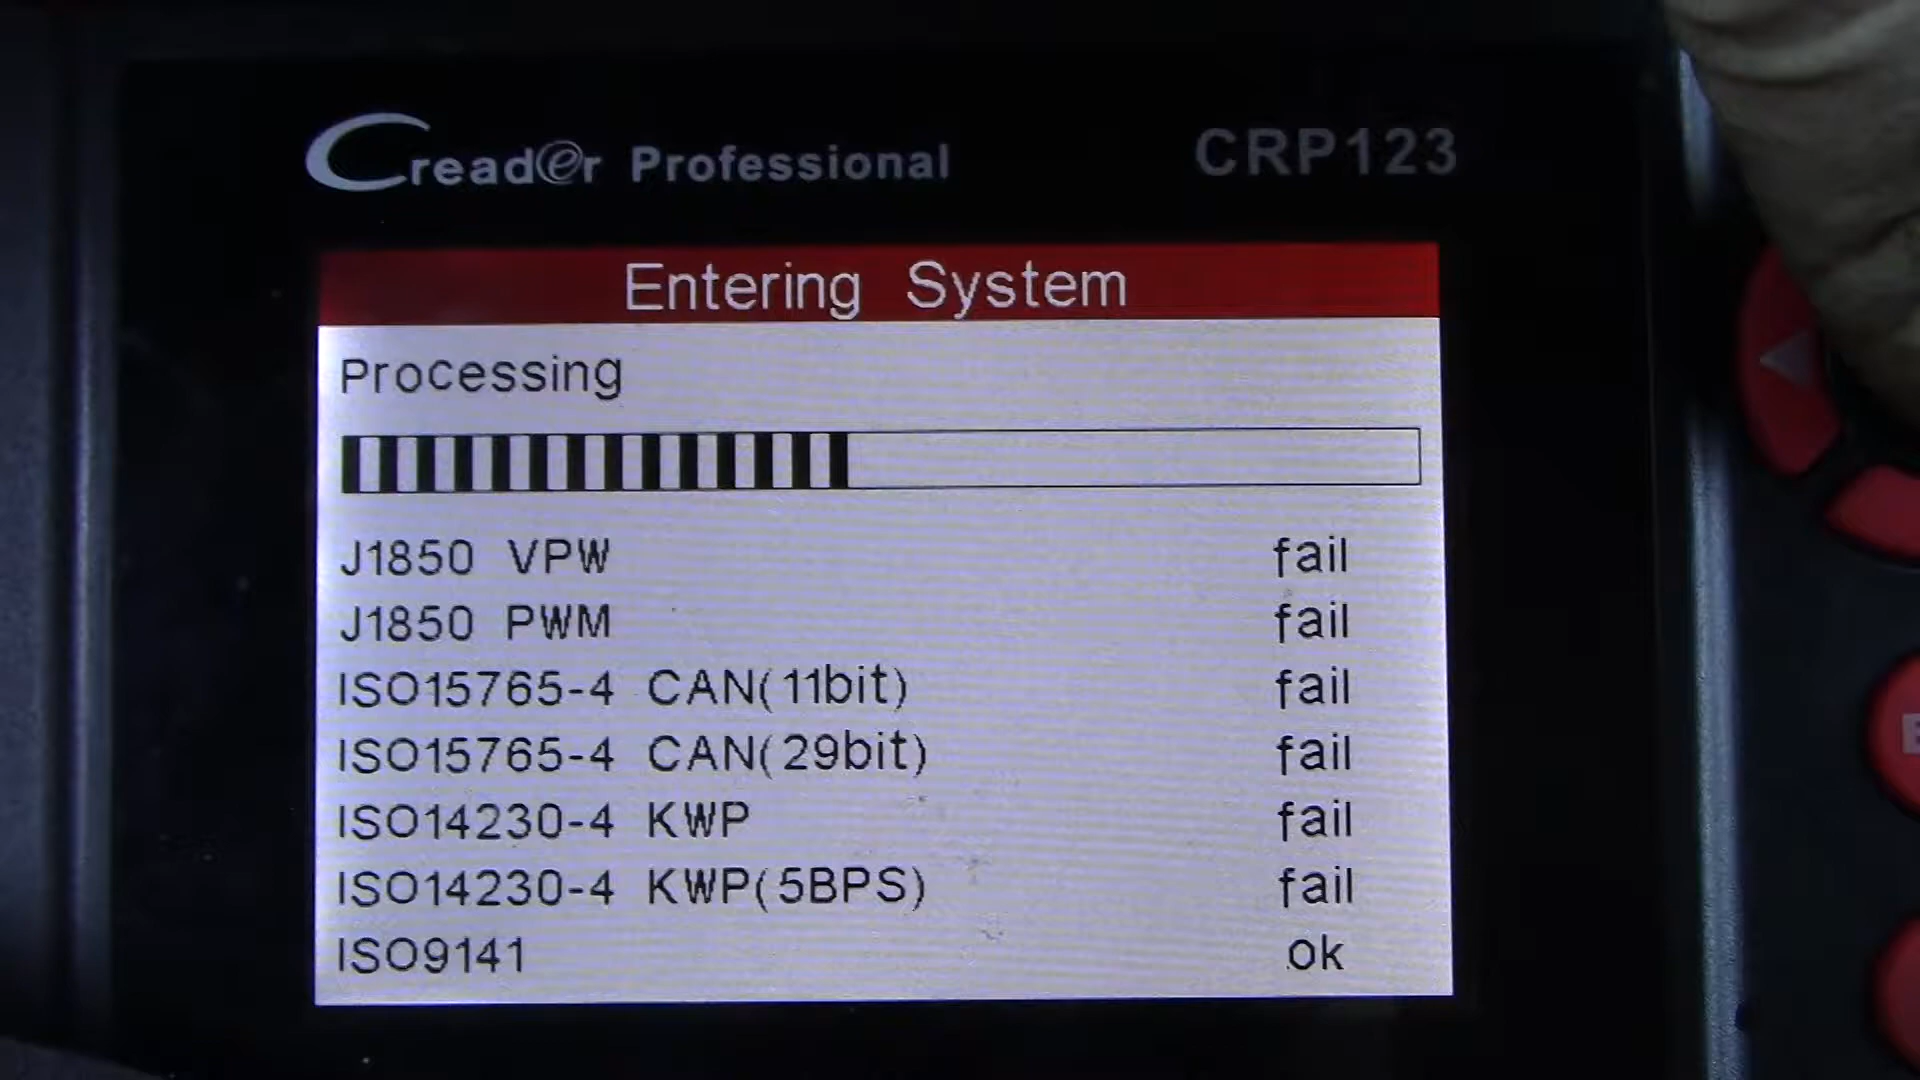 Creader Professional CRP123
Entering System
Processing
J1850 VPW fail
J1850 PWM fail
ISO15765-4 CAN(11bit) fail
ISO15765-4 CAN(29bit) fail
ISO14230-4 KWP fail
ISO14230-4 KWP(5BPS) fail
ISO9141 ok